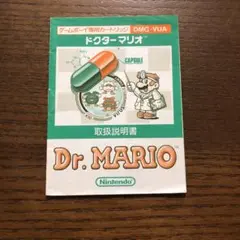 ゲームボーイ専用カートリッジ DMG-VUA
ドクターマリオ
CAPSULE
取扱説明書
Dr. MARIO
Nintendo